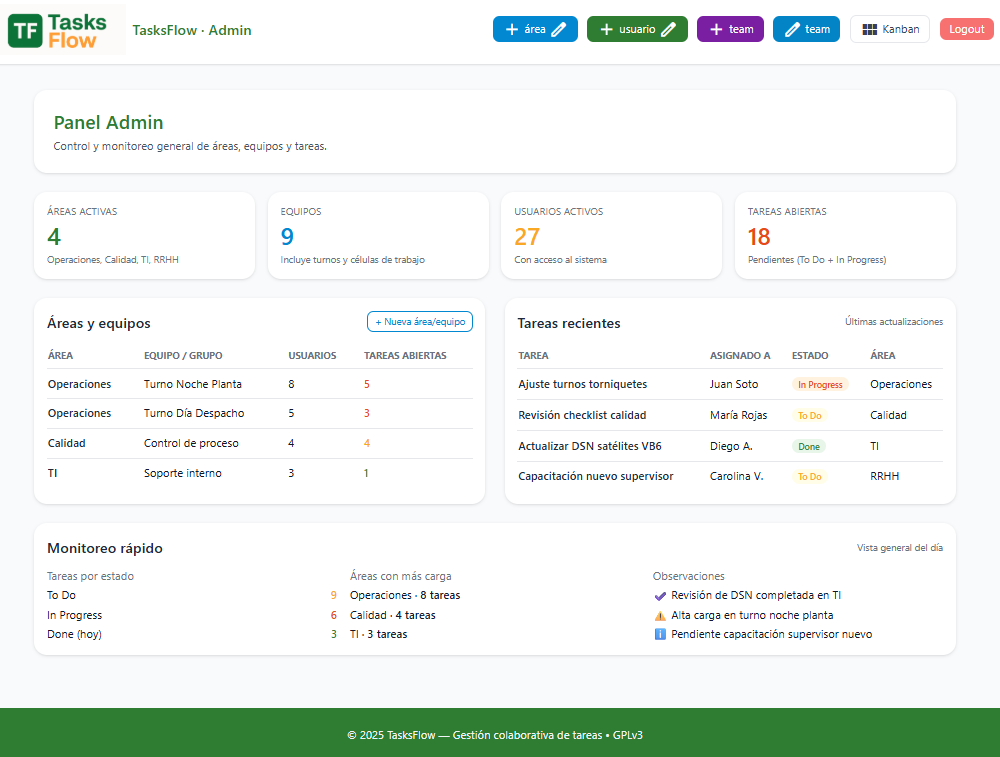 TF Tasks Flow
TasksFlow · Admin
+ área
+ usuario
+ team
team
Kanban
Logout
Panel Admin
Control y monitoreo general de áreas, equipos y tareas.
ÁREAS ACTIVAS
4
Operaciones, Calidad, TI, RRHH
EQUIPOS
9
Incluye turnos y células de trabajo
USUARIOS ACTIVOS
27
Con acceso al sistema
TAREAS ABIERTAS
18
Pendientes (To Do + In Progress)
Áreas y equipos
+ Nueva área/equipo
ÁREA EQUIPO / GRUPO USUARIOS TAREAS ABIERTAS
Operaciones Turno Noche Planta 8 5
Operaciones Turno Día Despacho 5 3
Calidad Control de proceso 4 4
TI Soporte interno 3 1
Tareas recientes
Últimas actualizaciones
TAREA ASIGNADO A ESTADO ÁREA
Ajuste turnos torniquetes Juan Soto In Progress Operaciones
Revisión checklist calidad María Rojas To Do Calidad
Actualizar DSN satélites VB6 Diego A. Done TI
Capacitación nuevo supervisor Carolina V. To Do RRHH
Monitoreo rápido
Vista general del día
Tareas por estado
To Do 9
In Progress 6
Done (hoy) 3
Áreas con más carga
Operaciones · 8 tareas
Calidad · 4 tareas
TI · 3 tareas
Observaciones
Revisión de DSN completada en TI
Alta carga en turno noche planta
Pendiente capacitación supervisor nuevo
© 2025 TasksFlow — Gestión colaborativa de tareas • GPLv3